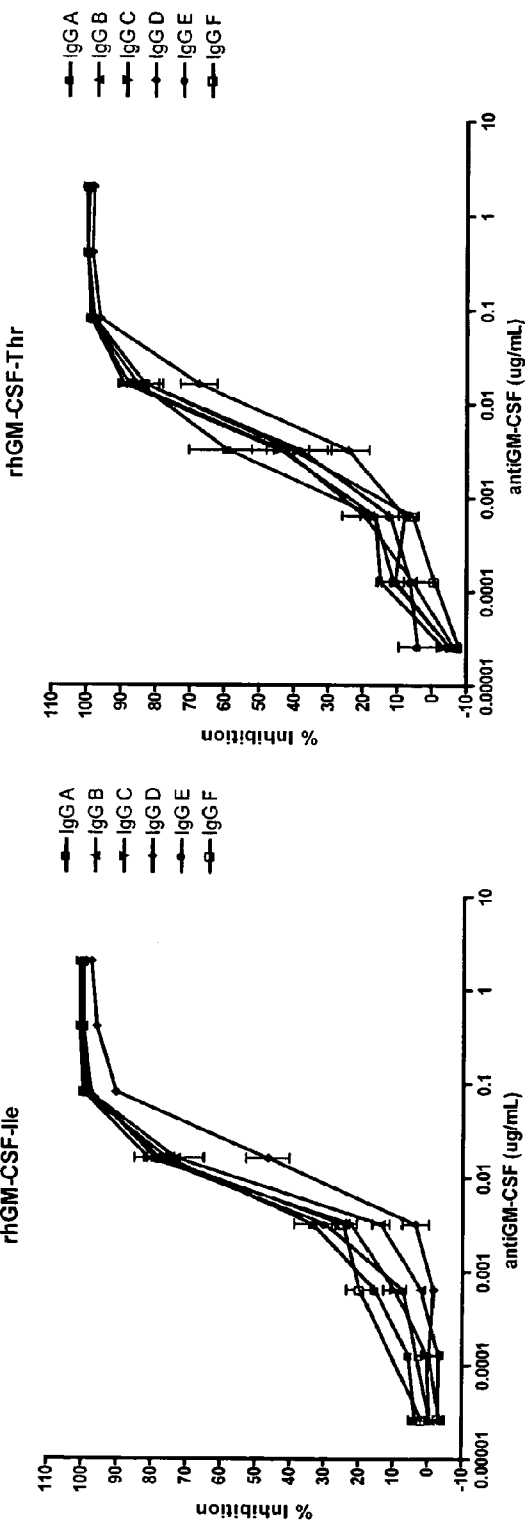 rhGM-CSF-Ile
110
100
90
80
70
60
50
40
30
20
10
0
-10
% Inhibition
0.00001
0.0001
0.001
0.01
0.1
1
10
antiGM-CSF (ug/mL)
IgG A
IgG B
IgG C
IgG D
IgG E
IgG F
rhGM-CSF-Thr
110
100
90
80
70
60
50
40
30
20
10
0
-10
% Inhibition
0.00001
0.0001
0.001
0.01
0.1
1
10
antiGM-CSF (ug/mL)
IgG A
IgG B
IgG C
IgG D
IgG E
IgG F